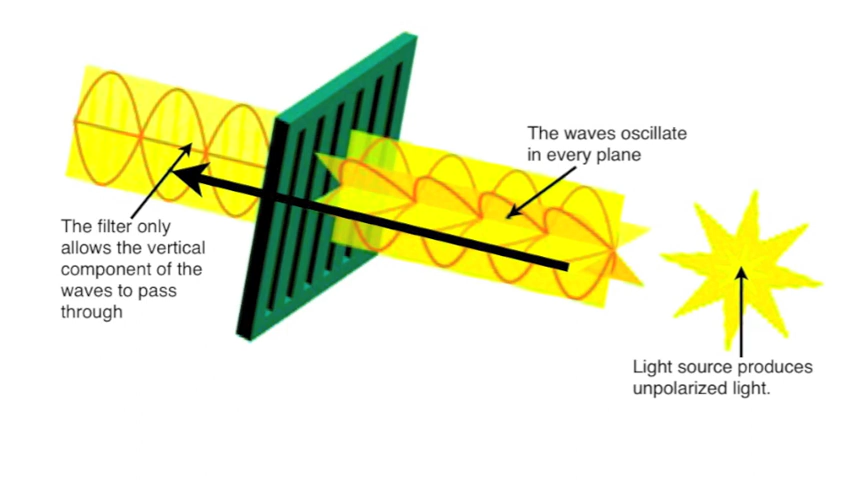 The waves oscillate
in every plane
The filter only
allows the vertical
component of the
waves to pass
through
Light source produces
unpolarized light.